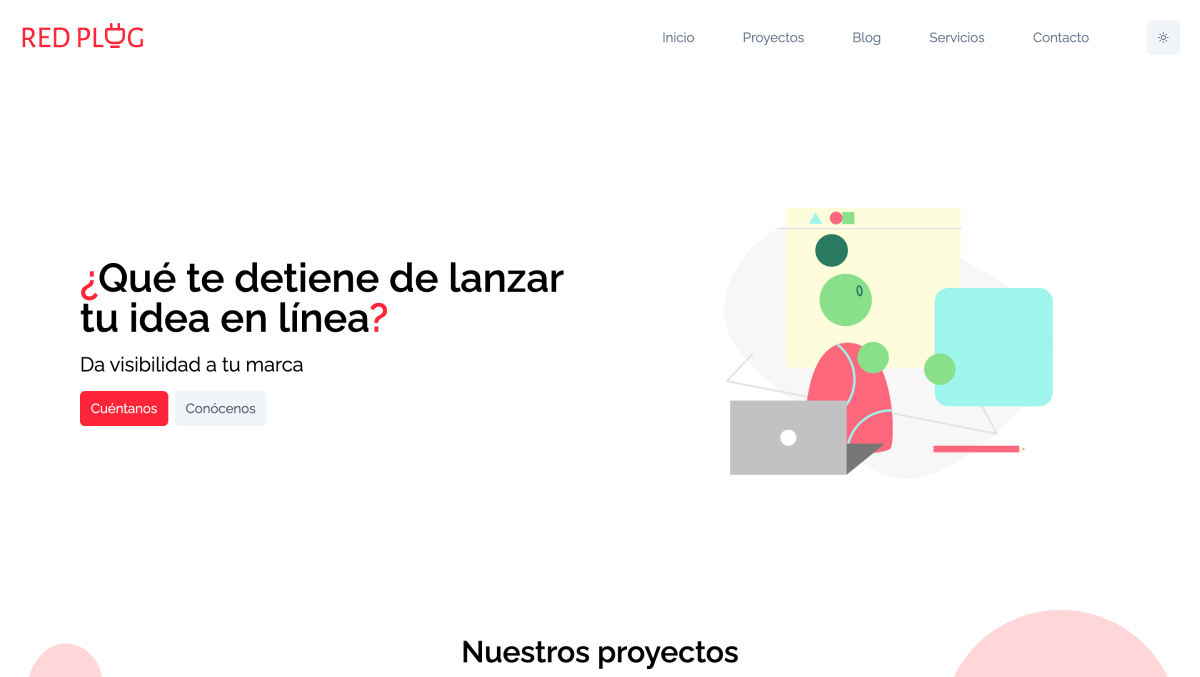 RED PLUG
Inicio
Proyectos
Blog
Servicios
Contacto
¿Qué te detiene de lanzar
tu idea en línea?
Da visibilidad a tu marca
Cuéntanos
Conócenos
Nuestros proyectos